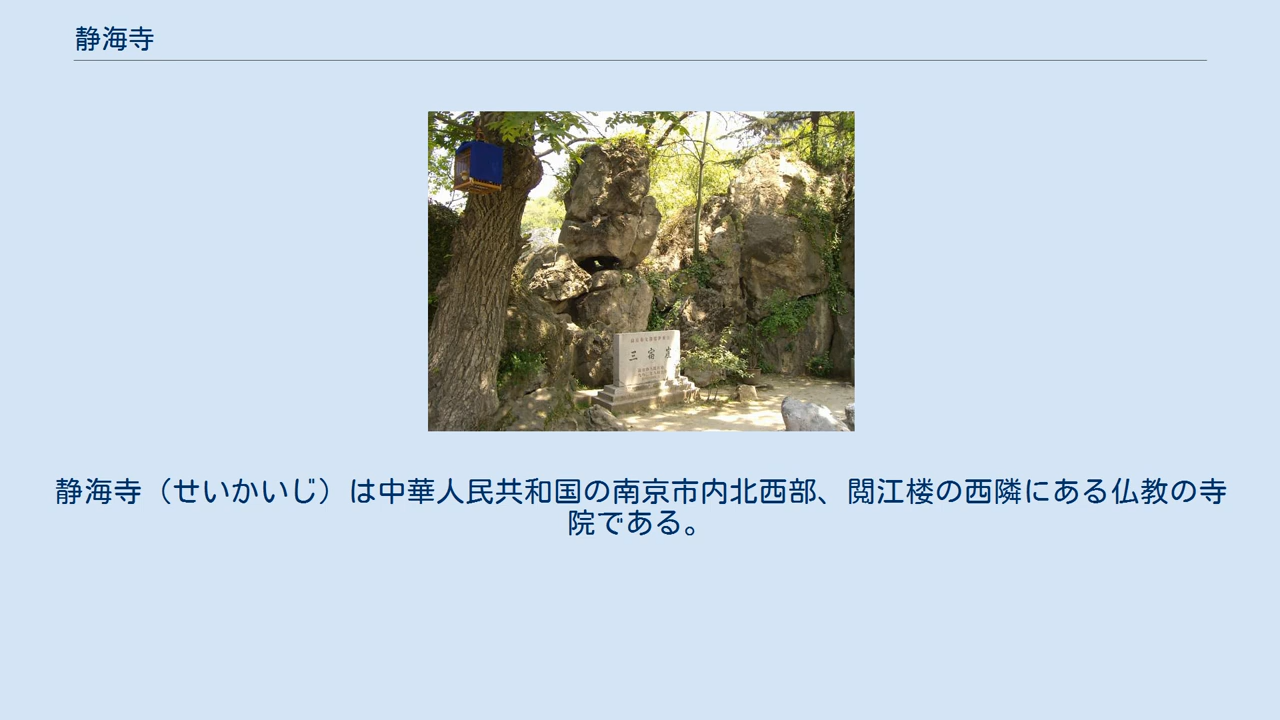 静海寺
三宿崖
静海寺（せいかいじ）は中華人民共和国の南京市内北西部、閲江楼の西隣にある仏教の寺
院である。